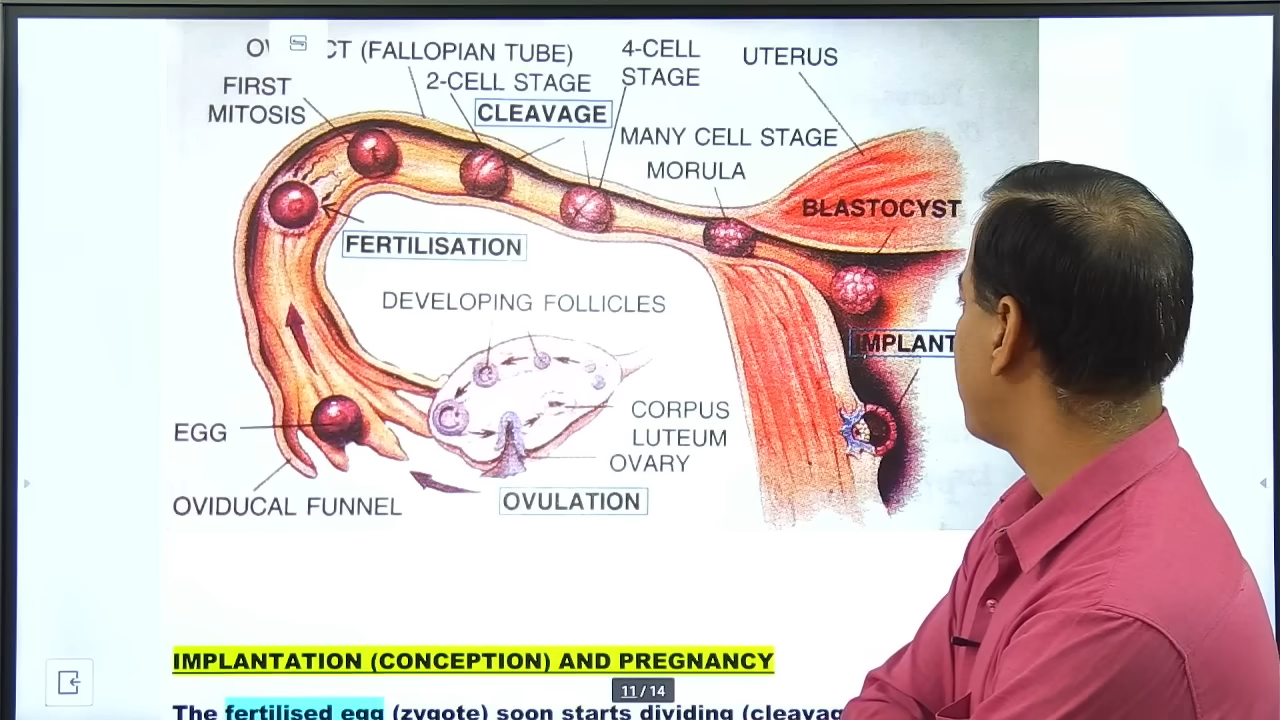 CT (FALLOPIAN TUBE)
4-CELL
STAGE
UTERUS
FIRST
MITOSIS
2-CELL STAGE
CLEAVAGE
MANY CELL STAGE
MORULA
BLASTOCYST
FERTILISATION
DEVELOPING FOLLICLES
IMPLANT
EGG
CORPUS
LUTEUM
OVARY
OVIDUCAL FUNNEL
OVULATION
IMPLANTATION (CONCEPTION) AND PREGNANCY
11/14
The fertilised egg (zygote) soon starts dividing (cleavag